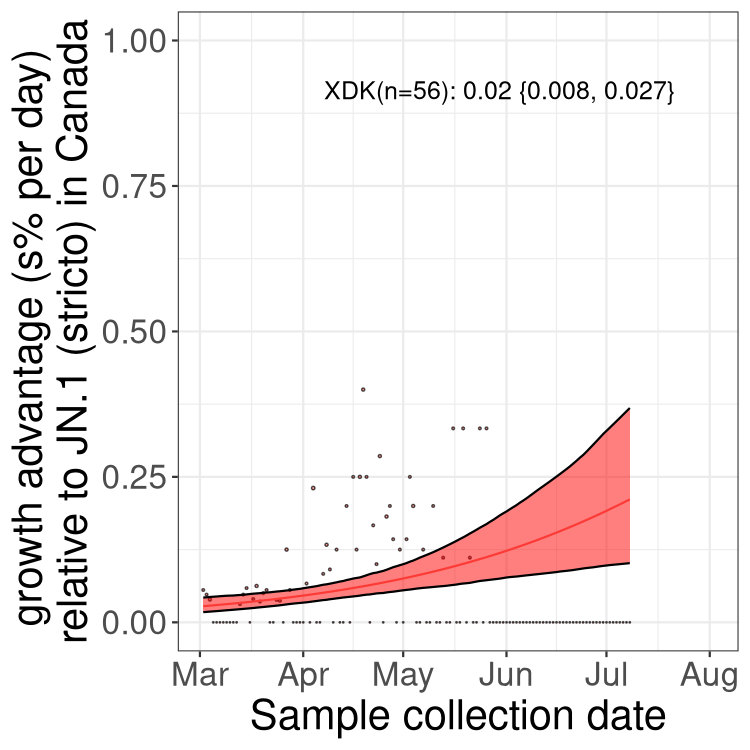 growth advantage (s% per day)
relative to JN.1 (stricto) in Canada
1.00
0.75
0.50
0.25
0.00
XDK(n=56): 0.02 {0.008, 0.027}
Mar Apr May Jun Jul Aug
Sample collection date